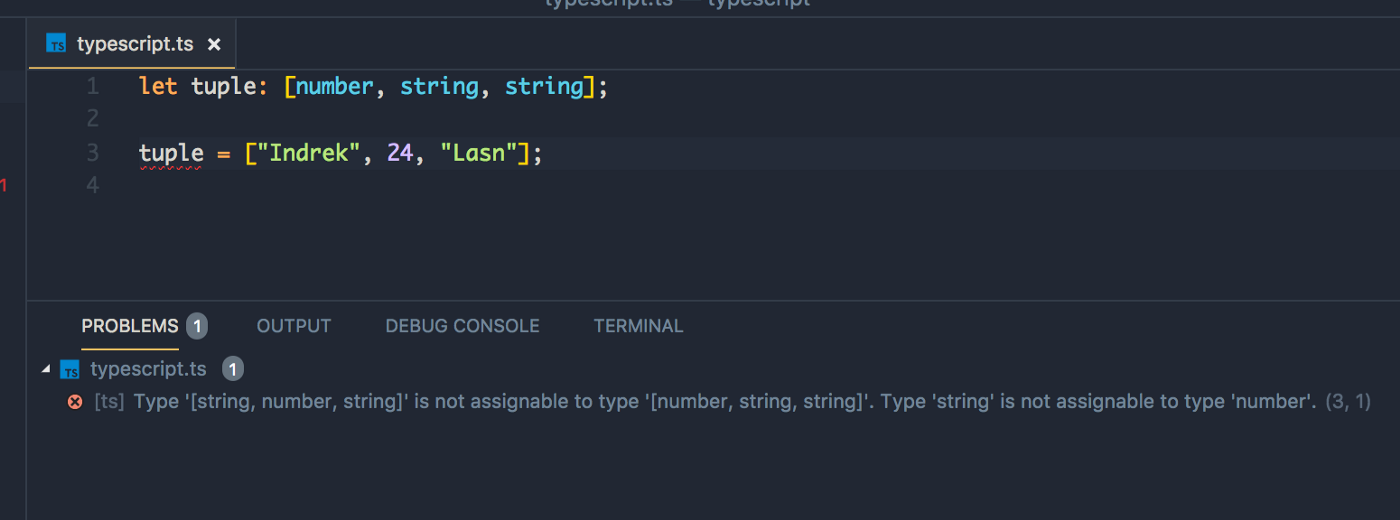 typescript.ts — typescript
TS typescript.ts ×
1 let tuple: [number, string, string];
2
3 tuple = ["Indrek", 24, "Lasn"];
1 4
PROBLEMS 1 OUTPUT DEBUG CONSOLE TERMINAL
TS typescript.ts 1
[ts] Type '[string, number, string]' is not assignable to type '[number, string, string]'. Type 'string' is not assignable to type 'number'. (3, 1)